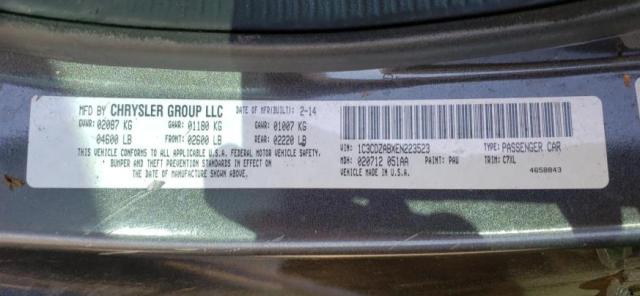 MFD BY CHRYSLER GROUP LLC DATE OF MFR(BUILT): 2-14
GVWR: 02087 KG GAWR 01180 KG GAWR 01007 KG
04600 LB FRONT: 02600 LB REAR: 02220 LB
THIS VEHICLE CONFORMS TO ALL APPLICABLE U.S.A. FEDERAL MOTOR VEHICLE SAFETY,
* BUMPER AND THEFT PREVENTION STANDARDS IN EFFECT ON
THE DATE OF MANUFACTURE SHOWN ABOVE.
VIN: 1C3CDZABXEN223523 TYPE: PASSENGER CAR
MDH: 020712 051AA PAINT: PAU TRIM: C7XL
MADE IN U.S.A. 4658843